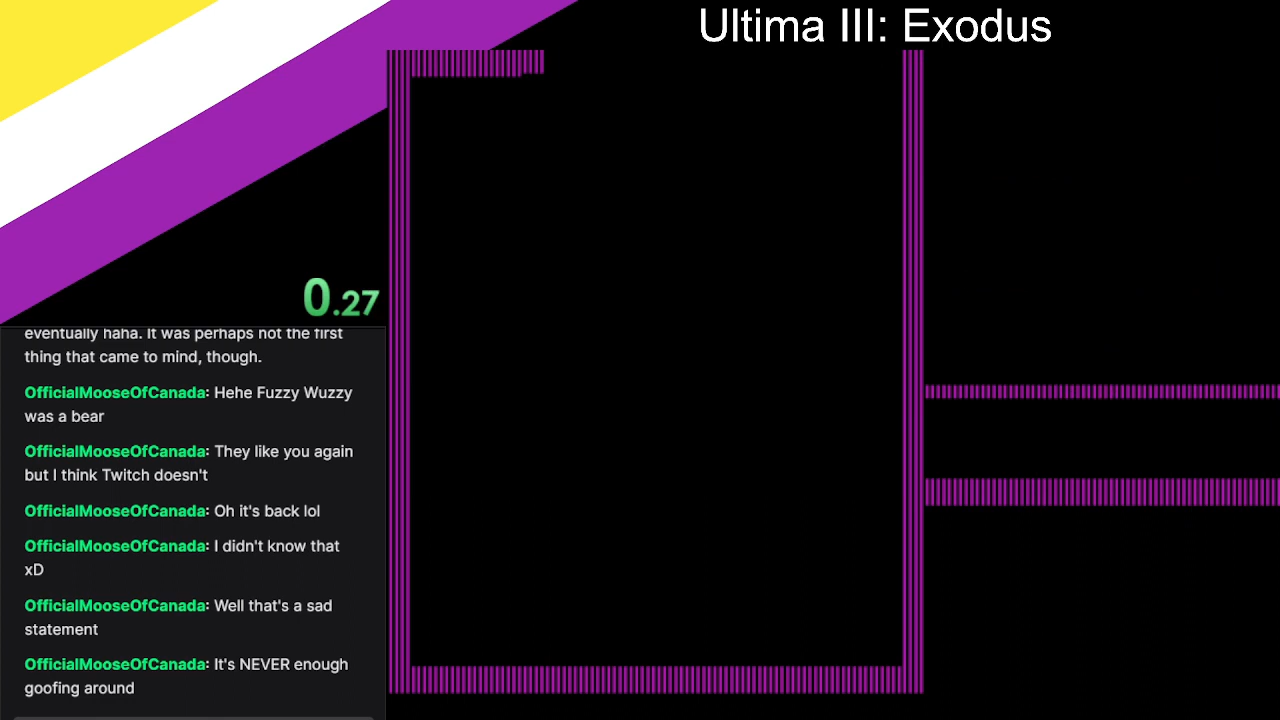 Ultima III: Exodus
0.27
eventually haha. It was perhaps not the first
thing that came to mind, though.
OfficialMooseOfCanada: Hehe Fuzzy Wuzzy
was a bear
OfficialMooseOfCanada: They like you again
but I think Twitch doesn't
OfficialMooseOfCanada: Oh it's back lol
OfficialMooseOfCanada: I didn't know that
xD
OfficialMooseOfCanada: Well that's a sad
statement
OfficialMooseOfCanada: It's NEVER enough
goofing around